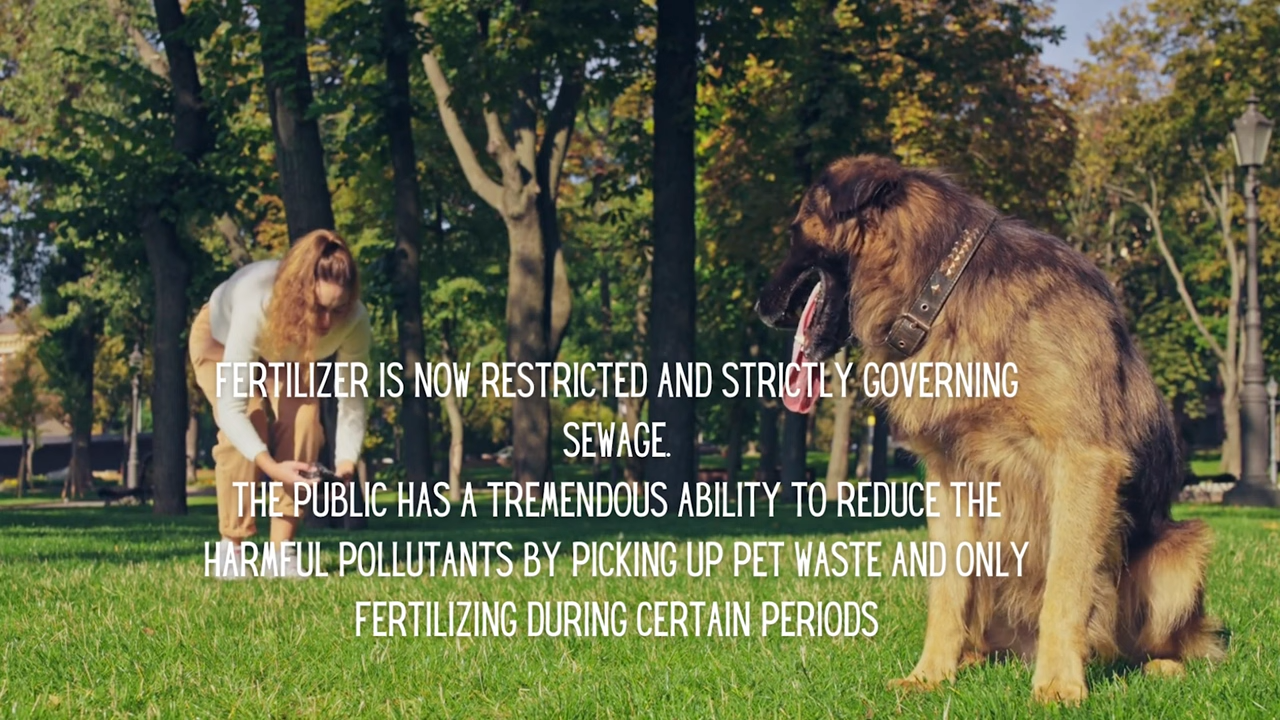 FERTILIZER IS NOW RESTRICTED AND STRICTLY GOVERNING
SEWAGE.
THE PUBLIC HAS A TREMENDOUS ABILITY TO REDUCE THE
HARMFUL POLLUTANTS BY PICKING UP PET WASTE AND ONLY
FERTILIZING DURING CERTAIN PERIODS